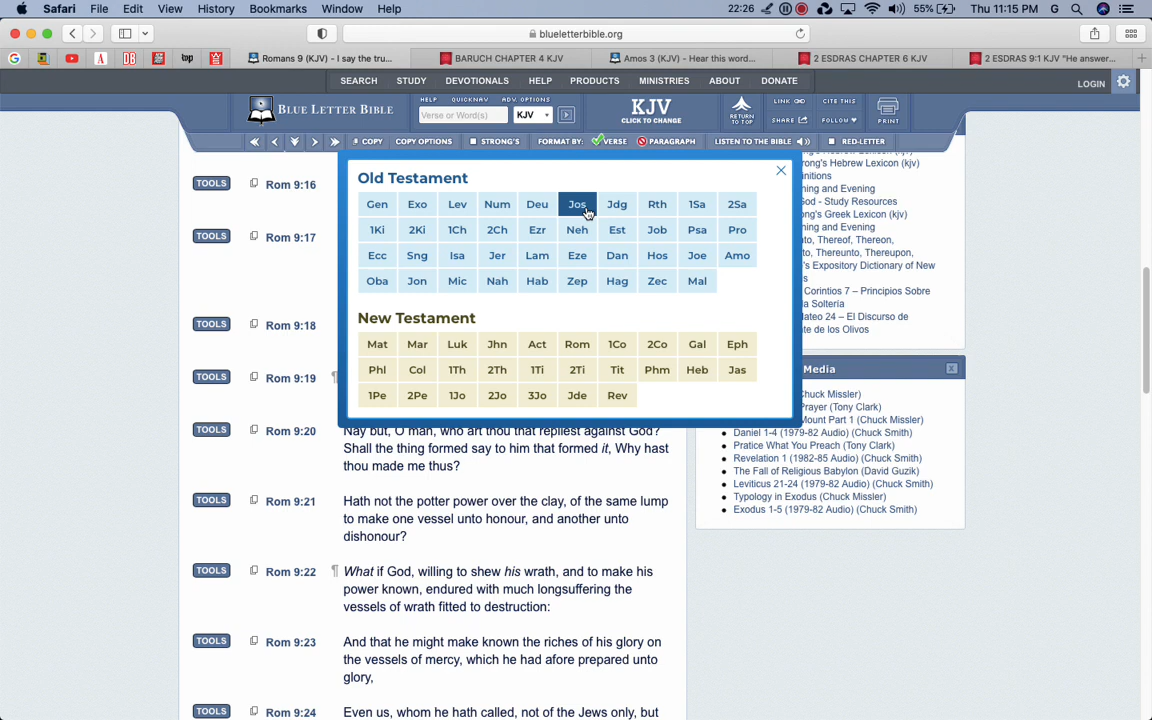 Safari File Edit View History Bookmarks Window Help 22:26 55% Thu 11:15 PM G
blueletterbible.org
Romans 9 (KJV) - I say the tru... BARUCH CHAPTER 4 KJV Amos 3 (KJV) - Hear this word... 2 ESDRAS CHAPTER 6 KJV 2 ESDRAS 9:1 KJV "He answer...
SEARCH STUDY DEVOTIONALS HELP PRODUCTS MINISTRIES ABOUT DONATE LOGIN
BLUE LETTER BIBLE
HELP QUICKNAV ADV. OPTIONS
Verse or Word(s) KJV
KJV
CLICK TO CHANGE
RETURN
TO TOP
LINK CITE THIS
SHARE FOLLOW PRINT
COPY COPY OPTIONS STRONG'S FORMAT BY: VERSE PARAGRAPH LISTEN TO THE BIBLE RED-LETTER
Old Testament
Gen Exo Lev Num Deu Jos Jdg Rth 1Sa 2Sa
1Ki 2Ki 1Ch 2Ch Ezr Neh Est Job Psa Pro
Ecc Sng Isa Jer Lam Eze Dan Hos Joe Amo
Oba Jon Mic Nah Hab Zep Hag Zec Mal
New Testament
Mat Mar Luk Jhn Act Rom 1Co 2Co Gal Eph
Phl Col 1Th 2Th 1Ti 2Ti Tit Phm Heb Jas
1Pe 2Pe 1Jo 2Jo 3Jo Jde Rev
TOOLS Rom 9:16
TOOLS Rom 9:17
TOOLS Rom 9:18
TOOLS Rom 9:19 ¶
TOOLS Rom 9:20 Nay but, O man, who art thou that repliest against God?
Shall the thing formed say to him that formed it, Why hast
thou made me thus?
TOOLS Rom 9:21 Hath not the potter power over the clay, of the same lump
to make one vessel unto honour, and another unto
dishonour?
TOOLS Rom 9:22 ¶ What if God, willing to shew his wrath, and to make his
power known, endured with much longsuffering the
vessels of wrath fitted to destruction:
TOOLS Rom 9:23 And that he might make known the riches of his glory on
the vessels of mercy, which he had afore prepared unto
glory,
TOOLS Rom 9:24 Even us, whom he hath called, not of the Jews only, but
rong's Hebrew Lexicon (kjv)
initions
ning and Evening
God - Study Resources
ong's Greek Lexicon (kjv)
ning and Evening
to, Thereof, Thereon,
to, Thereunto, Thereupon,
's Expository Dictionary of New
s
Corintios 7 – Principios Sobre
la Soltería
ateo 24 – El Discurso de
te de los Olivos
Media
huck Missler)
Prayer (Tony Clark)
Mount Part 1 (Chuck Missler)
Daniel 1-4 (1979-82 Audio) (Chuck Smith)
Pratice What You Preach (Tony Clark)
Revelation 1 (1982-85 Audio) (Chuck Smith)
The Fall of Religious Babylon (David Guzik)
Leviticus 21-24 (1979-82 Audio) (Chuck Smith)
Typology in Exodus (Chuck Missler)
Exodus 1-5 (1979-82 Audio) (Chuck Smith)